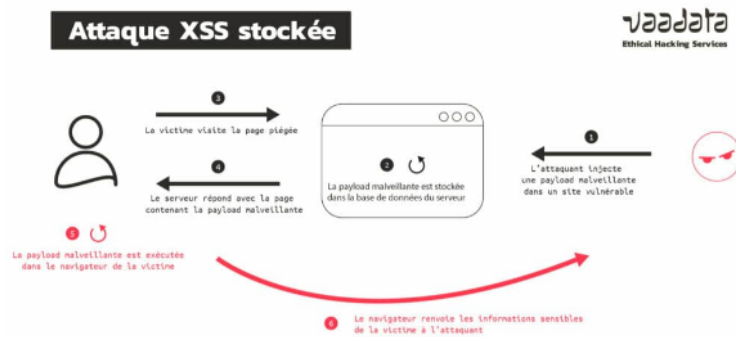 Attaque XSS stockée
vaadata
Ethical Hacking Services
3
La victime visite la page piégée
4
Le serveur répond avec la page
contenant la payload malveillante
2
La payload malveillante est stockée
dans la base de données du serveur
1
L'attaquant injecte
une payload malveillante
dans un site vulnérable
5
La payload malveillante est exécutée
dans le navigateur de la victime
6
Le navigateur renvoie les informations sensibles
de la victime à l'attaquant